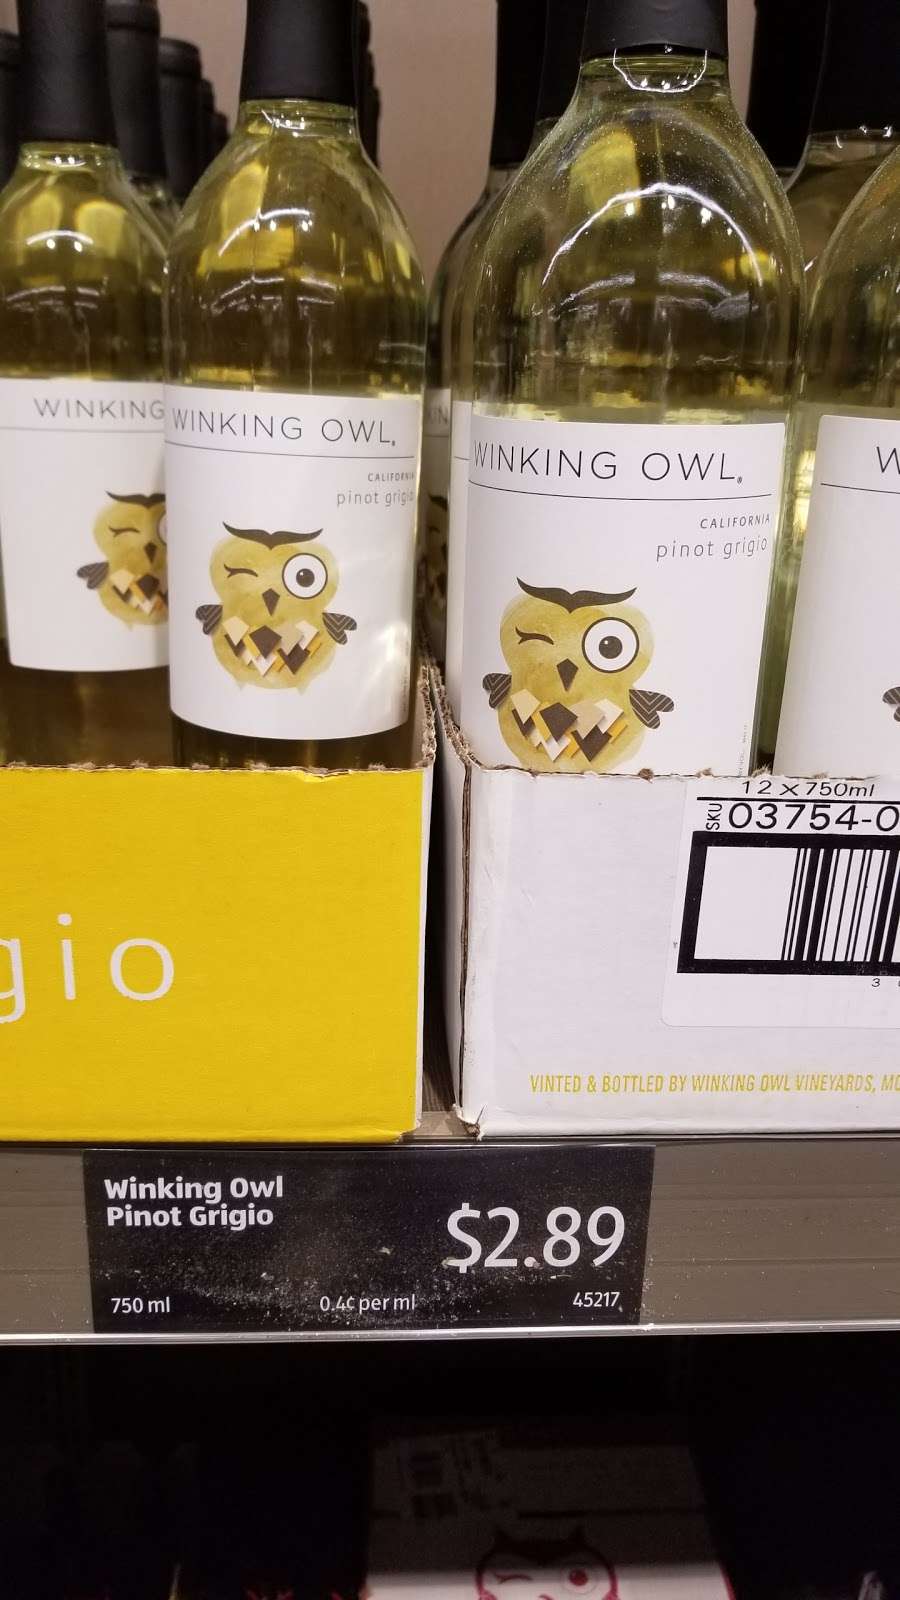 WINKING
WINKING OWL
CALIFORNIA
pinot grigio
WINKING OWL
CALIFORNIA
pinot grigio
W
gio
12 X 750ml
SKU 03754-0
3
VINTED & BOTTLED BY WINKING OWL VINEYARDS, MO
Winking Owl
Pinot Grigio
$2.89
750 ml 0.4¢ per ml 45217